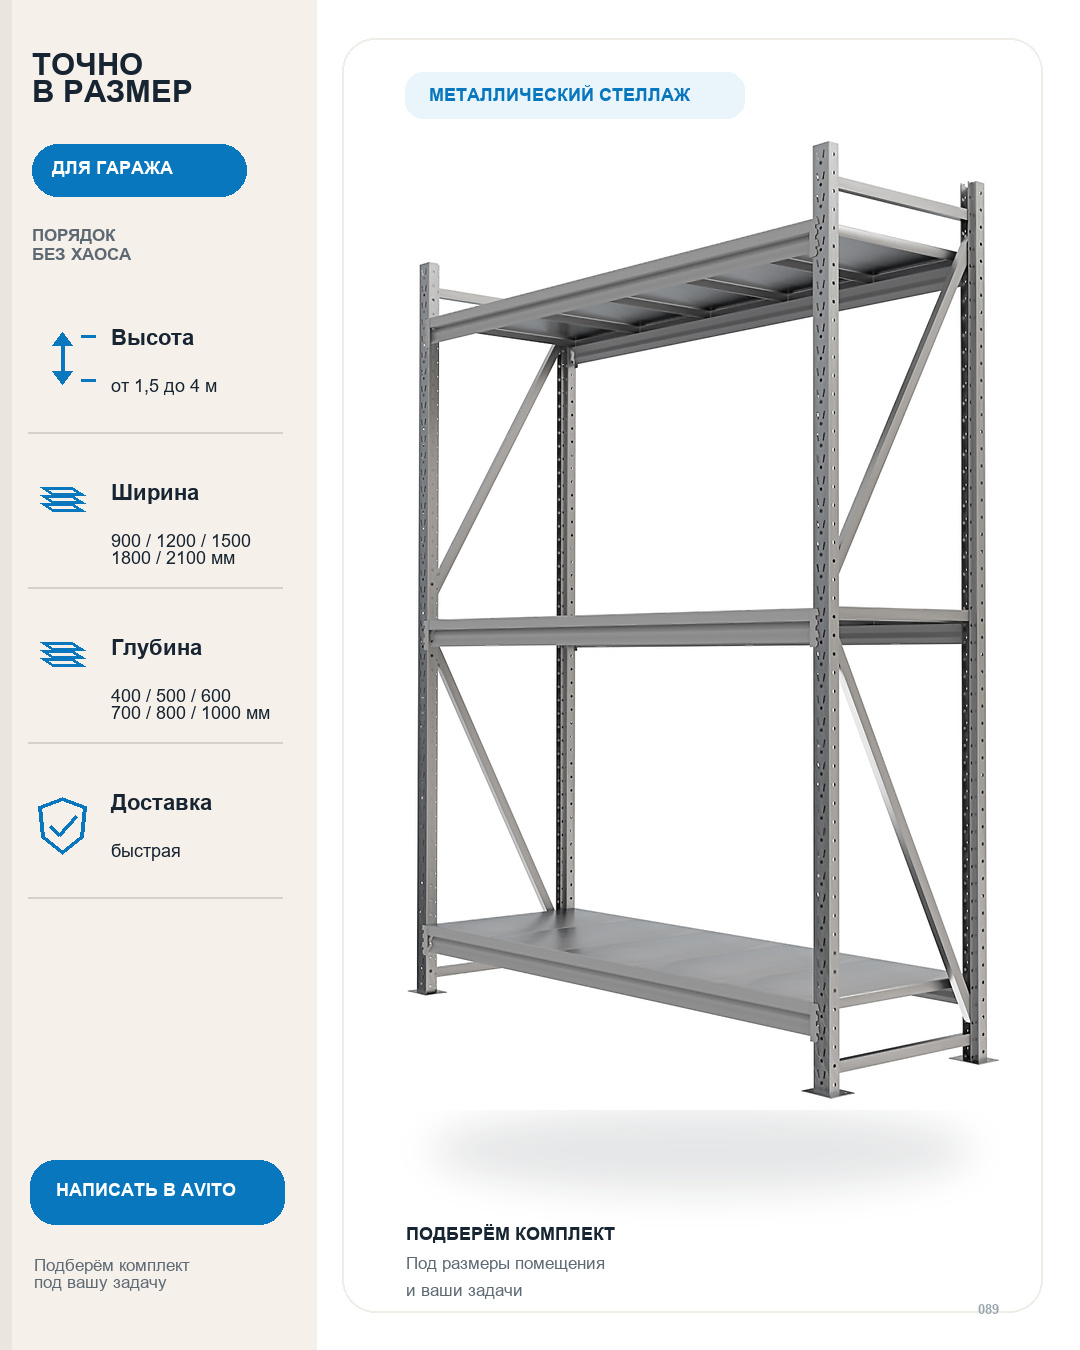 ТОЧНО
В РАЗМЕР
ДЛЯ ГАРАЖА
ПОРЯДОК
БЕЗ ХАОСА
Высота
от 1,5 до 4 м
Ширина
900 / 1200 / 1500
1800 / 2100 мм
Глубина
400 / 500 / 600
700 / 800 / 1000 мм
Доставка
быстрая
НАПИСАТЬ В AVITO
Подберём комплект
под вашу задачу
МЕТАЛЛИЧЕСКИЙ СТЕЛЛАЖ
ПОДБЕРЁМ КОМПЛЕКТ
Под размеры помещения
и ваши задачи
089